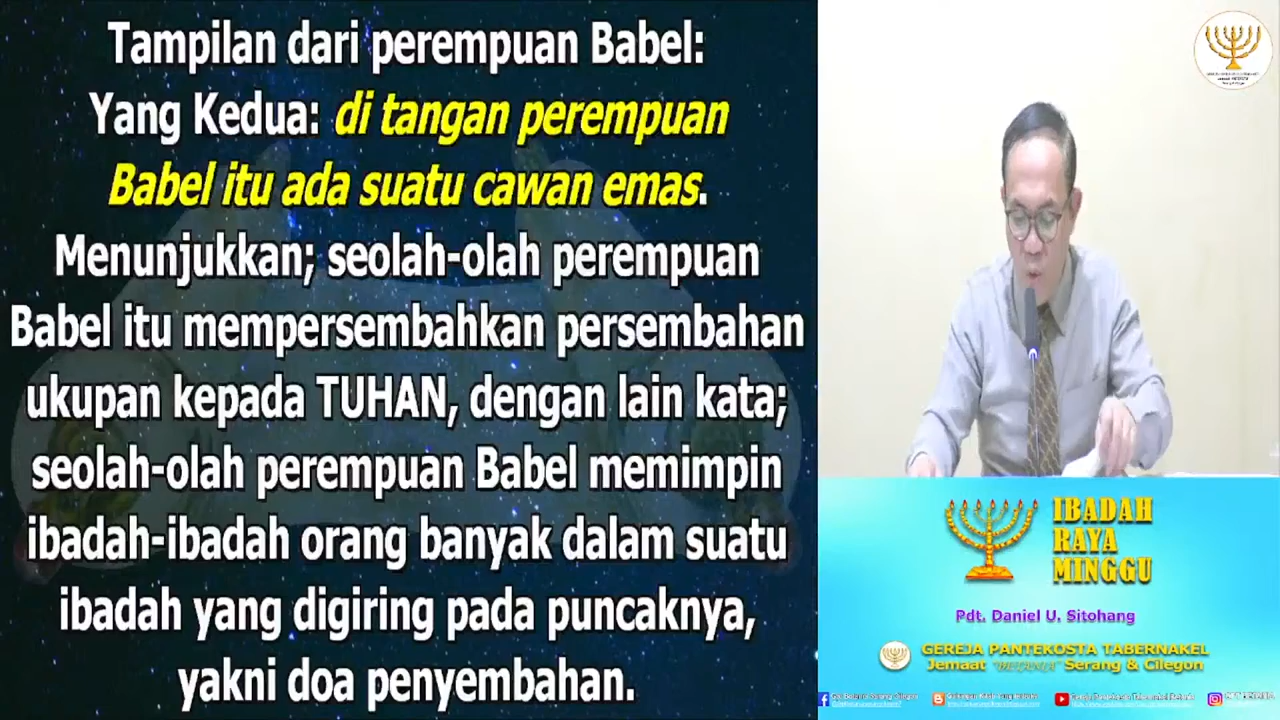 Tampilan dari perempuan Babel:
Yang Kedua: di tangan perempuan
Babel itu ada suatu cawan emas.
Menunjukkan; seolah-olah perempuan
Babel itu mempersembahkan persembahan
ukupan kepada TUHAN, dengan lain kata;
seolah-olah perempuan Babel memimpin
ibadah-ibadah orang banyak dalam suatu
ibadah yang digiring pada puncaknya,
yakni doa penyembahan.
IBADAH
RAYA
MINGGU
Pdt. Daniel U. Sitohang
GEREJA PANTEKOSTA TABERNAKEL
Jemaat "BETANIA" Serang & Cilegon